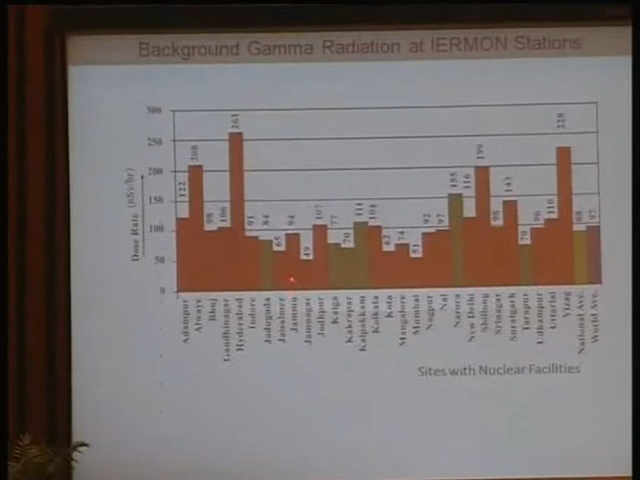 Background Gamma Radiation at IERMON Stations
Dose Rate (nSv/hr)
300
250
200
150
100
50
0
122
208
98
106
261
91
84
65
94
49
107
77
70
111
104
62
74
51
92
97
155
116
199
98
143
70
96
110
228
88
Adampur
Alwaye
Bhuj
Gandhinagar
Hyderabad
Indore
Jaduguda
Jaisalmer
Jammu
Jamnagar
Jodhpur
Kaiga
Kakrapar
Kalpakkam
Kolkata
Kota
Mangalore
Mumbai
Nagpur
Nal
Narora
New Delhi
Shillong
Srinagar
Suratgarh
Tarapur
Udhampur
Uttarlai
Vizag
National Ave.
World Ave.
Sites with Nuclear Facilities